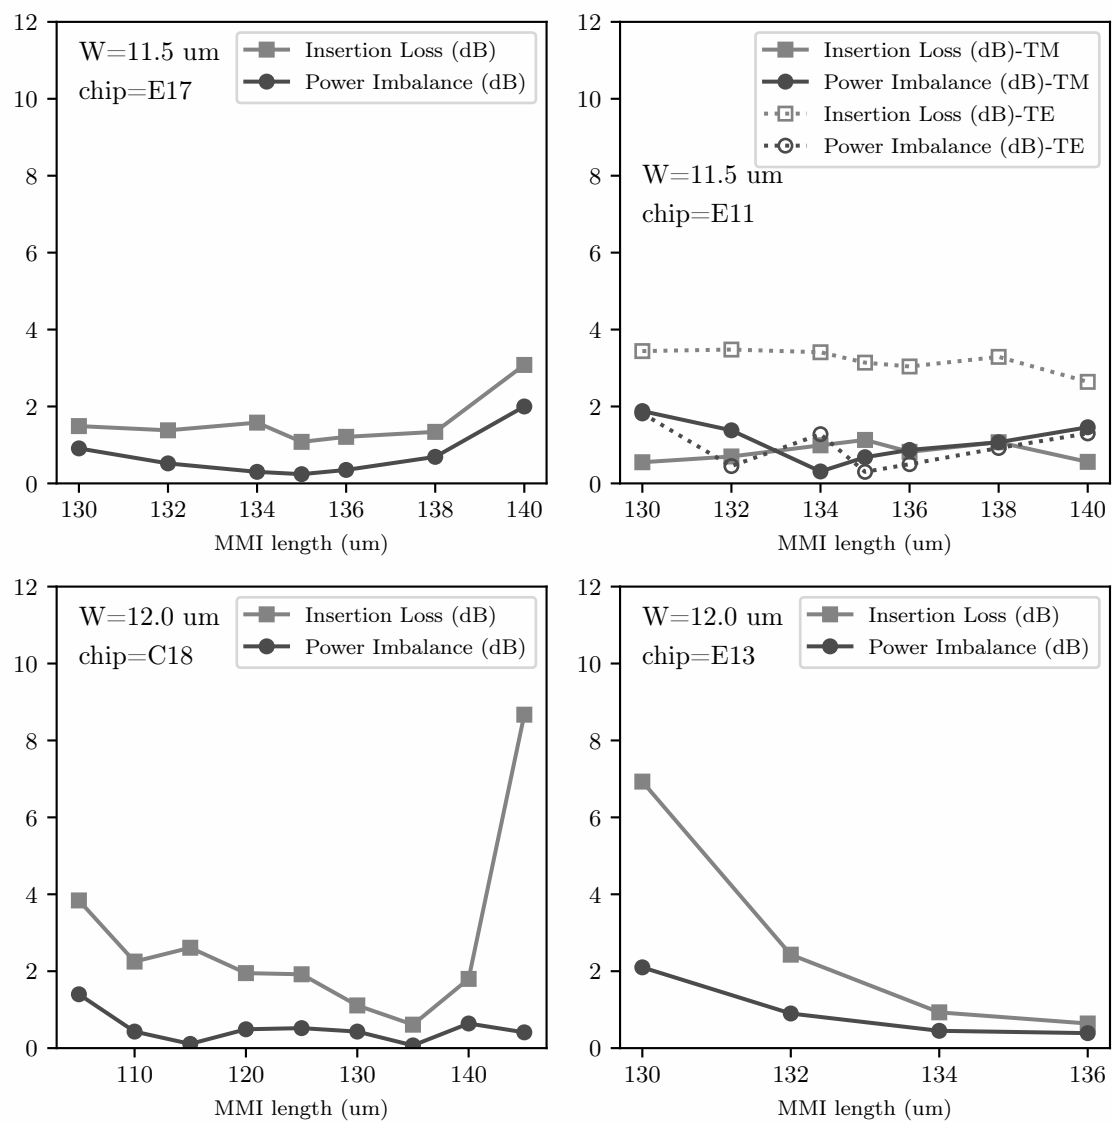 12
10
8
6
4
2
0
W=11.5 um
chip=E17
Insertion Loss (dB)
Power Imbalance (dB)
130 132 134 136 138 140
MMI length (um)
12
10
8
6
4
2
0
Insertion Loss (dB)-TM
Power Imbalance (dB)-TM
Insertion Loss (dB)-TE
Power Imbalance (dB)-TE
W=11.5 um
chip=E11
130 132 134 136 138 140
MMI length (um)
12
10
8
6
4
2
0
W=12.0 um
chip=C18
Insertion Loss (dB)
Power Imbalance (dB)
110 120 130 140
MMI length (um)
12
10
8
6
4
2
0
W=12.0 um
chip=E13
Insertion Loss (dB)
Power Imbalance (dB)
130 132 134 136
MMI length (um)